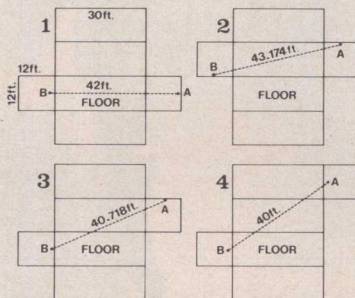 1
30ft.
12ft.
12ft.
B
42ft.
A
FLOOR
2
43.174ft.
A
B
FLOOR
3
40.718ft.
A
B
FLOOR
4
40ft.
A
B
FLOOR